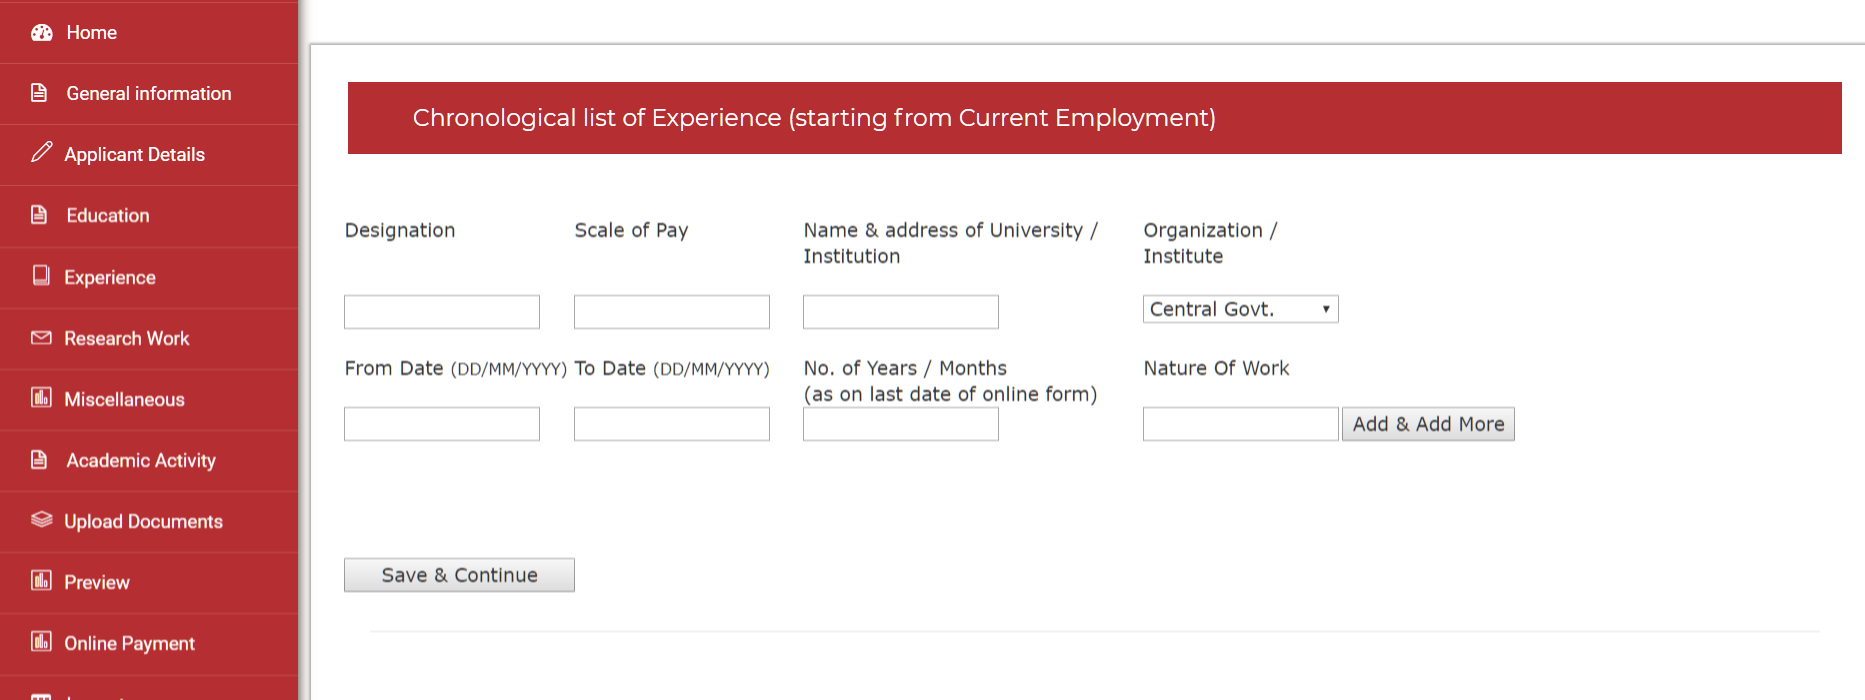 Home
General information
Applicant Details
Education
Experience
Research Work
Miscellaneous
Academic Activity
Upload Documents
Preview
Online Payment
Chronological list of Experience (starting from Current Employment)
Designation
Scale of Pay
Name & address of University /
Institution
Organization /
Institute
Central Govt.
From Date (DD/MM/YYYY)
To Date (DD/MM/YYYY)
No. of Years / Months
(as on last date of online form)
Nature Of Work
Add & Add More
Save & Continue